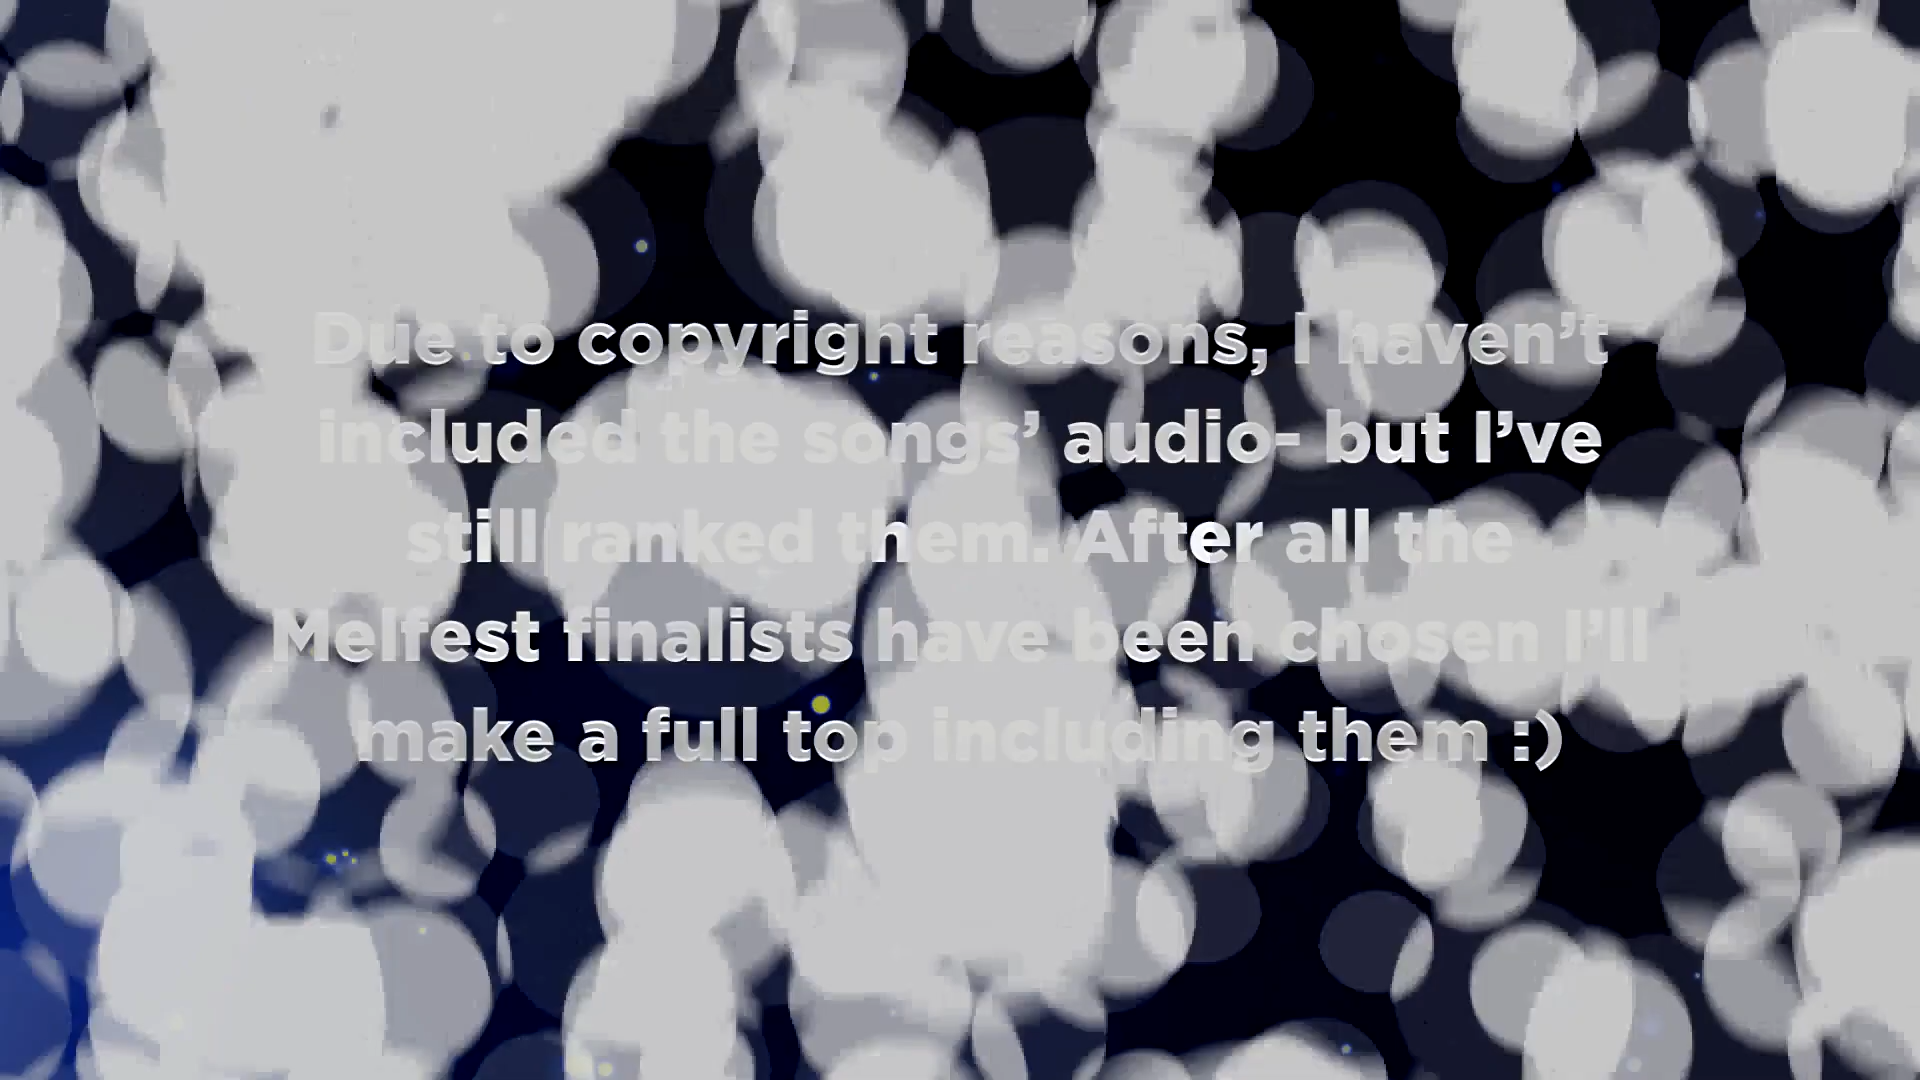 Due to copyright reasons, I haven’t
included the songs’ audio- but I’ve
still ranked them. After all the
Melfest finalists have been chosen I’ll
make a full top including them :)